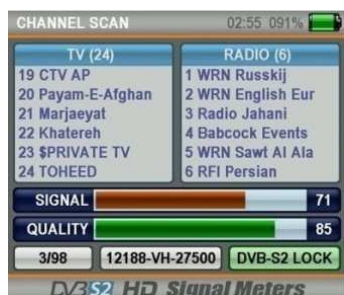 CHANNEL SCAN 02:55 091%
TV (24)
19 CTV AP
20 Payam-E-Afghan
21 Marjaeyat
22 Khatereh
23 $PRIVATE TV
24 TOHEED
RADIO (6)
1 WRN Russkij
2 WRN English Eur
3 Radio Jahani
4 Babcock Events
5 WRN Sawt Al Ala
6 RFI Persian
SIGNAL 71
QUALITY 85
3/98 12188-VH-27500 DVB-S2 LOCK
DV3S2 HD Signal Meters